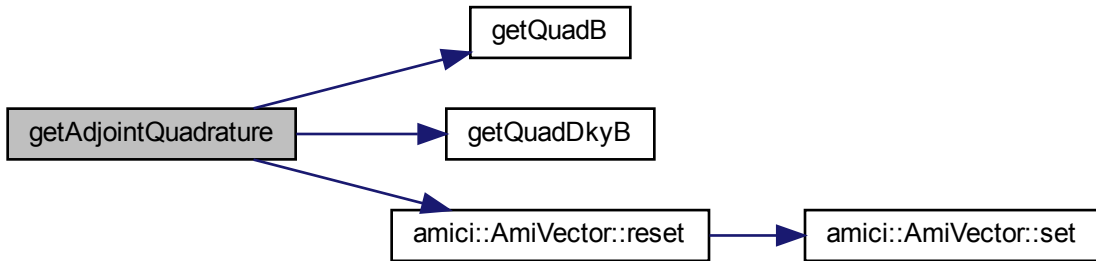 getQuadB
getAdjointQuadrature
getQuadDkyB
amici::AmiVector::reset
amici::AmiVector::set